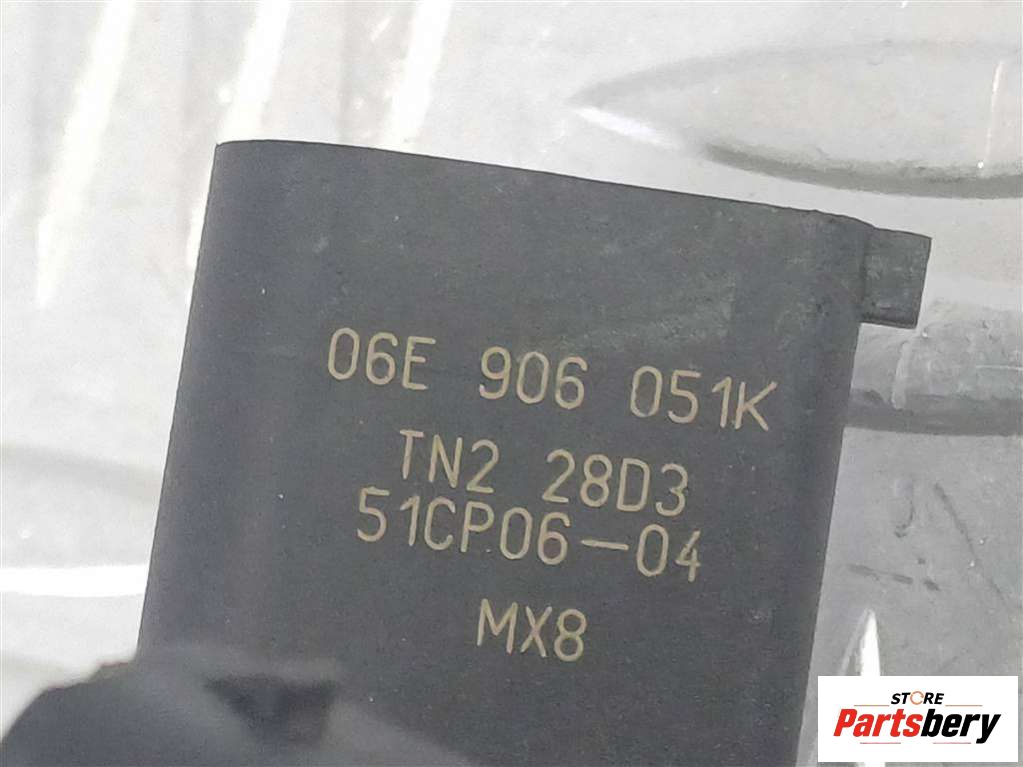 06E 906 051K
TN2 28D3
51CP06-04
MX8
STORE
Partsbery